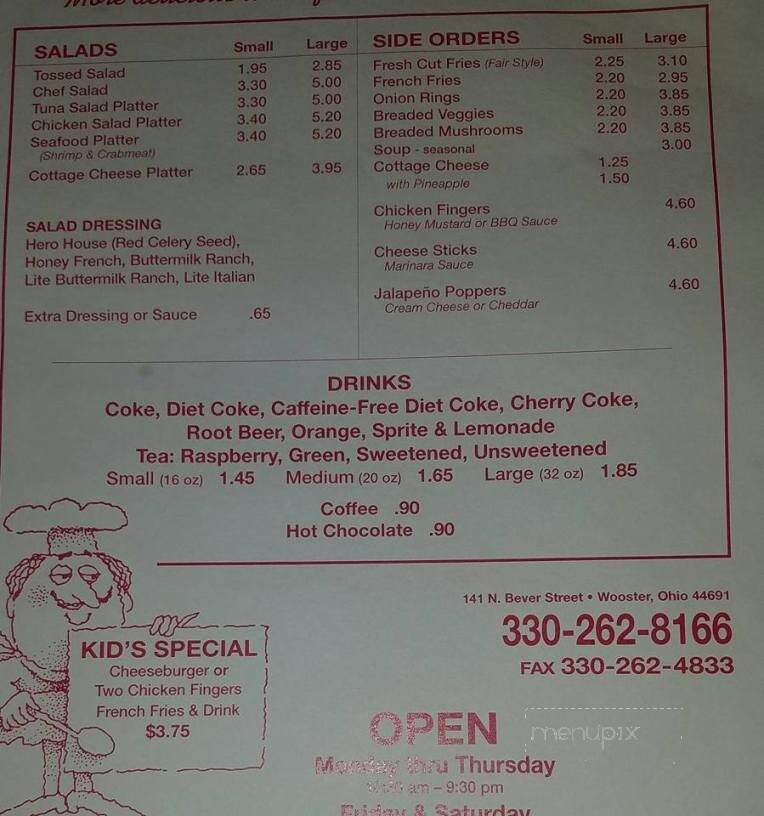 More delicious
SALADS Small Large
Tossed Salad 1.95 2.85
Chef Salad 3.30 5.00
Tuna Salad Platter 3.30 5.00
Chicken Salad Platter 3.40 5.20
Seafood Platter 3.40 5.20
(Shrimp & Crabmeat)
Cottage Cheese Platter 2.65 3.95
SALAD DRESSING
Hero House (Red Celery Seed),
Honey French, Buttermilk Ranch,
Lite Buttermilk Ranch, Lite Italian
Extra Dressing or Sauce .65
SIDE ORDERS Small Large
Fresh Cut Fries (Fair Style) 2.25 3.10
French Fries 2.20 2.95
Onion Rings 2.20 3.85
Breaded Veggies 2.20 3.85
Breaded Mushrooms 2.20 3.85
Soup - seasonal 3.00
Cottage Cheese 1.25
with Pineapple 1.50
Chicken Fingers 4.60
Honey Mustard or BBQ Sauce
Cheese Sticks 4.60
Marinara Sauce
Jalapeño Poppers 4.60
Cream Cheese or Cheddar
DRINKS
Coke, Diet Coke, Caffeine-Free Diet Coke, Cherry Coke,
Root Beer, Orange, Sprite & Lemonade
Tea: Raspberry, Green, Sweetened, Unsweetened
Small (16 oz) 1.45 Medium (20 oz) 1.65 Large (32 oz) 1.85
Coffee .90
Hot Chocolate .90
KID'S SPECIAL
Cheeseburger or
Two Chicken Fingers
French Fries & Drink
$3.75
141 N. Bever Street • Wooster, Ohio 44691
330-262-8166
FAX 330-262-4833
OPEN
menupix
Monday thru Thursday
am – 9:30 pm
Friday & Saturday